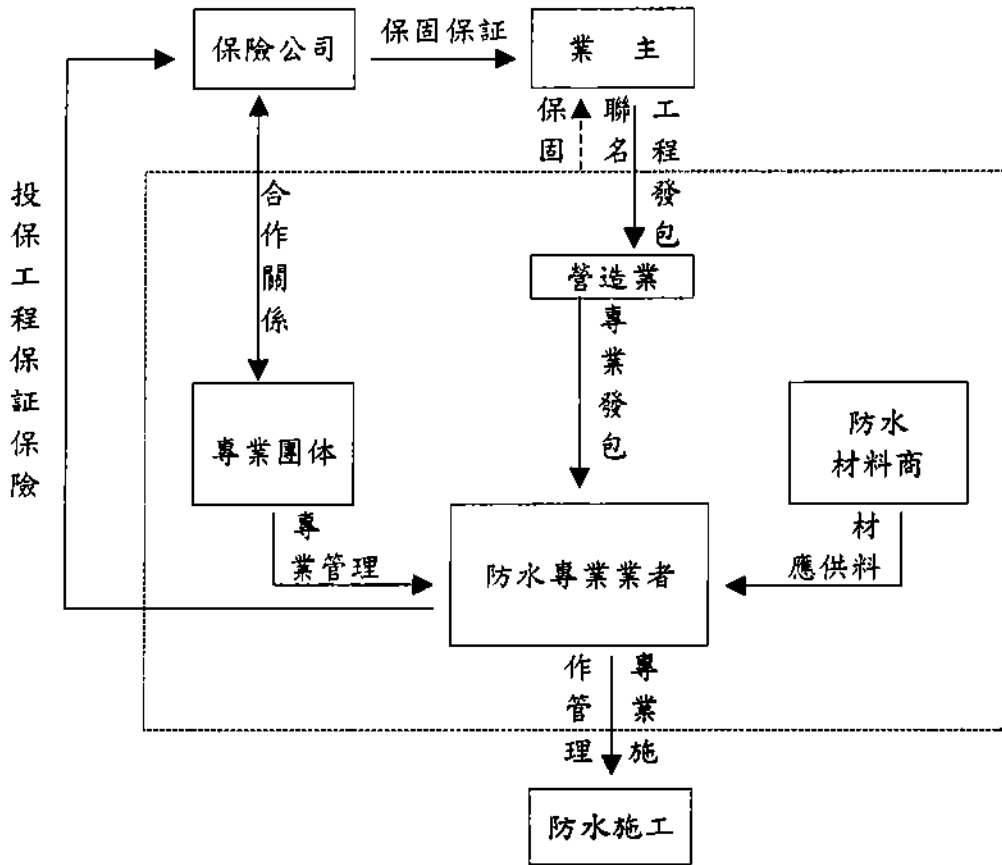 保險公司
保固保証
業 主
保固
聯名
工程發包
投保工程保証保險
合作關係
營造業
專業發包
專業團体
防水
材料商
專
業管理
材
應供料
防水專業業者
作管理
專業施
防水施工